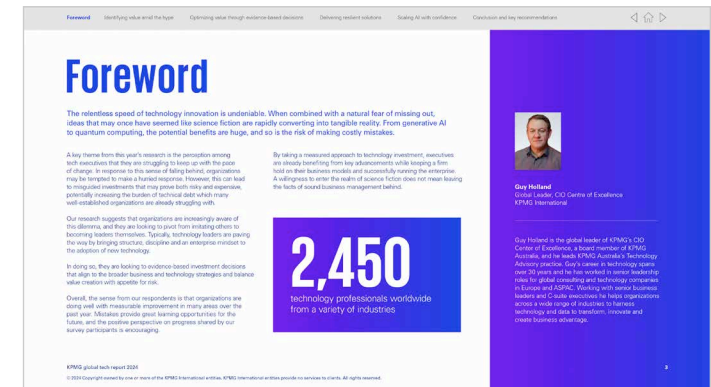 Foreword
Identifying value amid the hype
Optimizing value through evidence-based decisions
Delivering resilient solutions
Scaling AI with confidence
Conclusion and key recommendations
Foreword
The relentless speed of technology innovation is undeniable. When combined with a natural fear of missing out,
ideas that may once have seemed like science fiction are rapidly converting into tangible reality. From generative AI
to quantum computing, the potential benefits are huge, and so is the risk of making costly mistakes.
A key theme from this year's research is the perception among
tech executives that they are struggling to keep up with the pace
of change. In response to this sense of falling behind, organizations
may be tempted to make a hurried response. However, this can lead
to misguided investments that may prove both risky and expensive,
potentially increasing the burden of technical debt which many
well-established organizations are already struggling with.
Our research suggests that organizations are increasingly aware of
this dilemma, and they are looking to pivot from imitating others to
becoming leaders themselves. Typically, technology leaders are paving
the way by bringing structure, discipline and an enterprise mindset to
the adoption of new technology.
In doing so, they are looking to evidence-based investment decisions
that align to the broader business and technology strategies and balance
value creation with appetite for risk.
Overall, the sense from our respondents is that organizations are
doing well with measurable improvement in many areas over the
past year. Mistakes provide great learning opportunities for the
future, and the positive perspective on progress shared by our
survey participants is encouraging.
By taking a measured approach to technology investment, executives
are already benefiting from key advancements while keeping a firm
hold on their business models and successfully running the enterprise.
A willingness to enter the realm of science fiction does not mean leaving
the facts of sound business management behind.
2,450
technology professionals worldwide
from a variety of industries
Guy Holland
Global Leader, CIO Centre of Excellence
KPMG International
Guy Holland is the global leader of KPMG's CIO
Center of Excellence, a board member of KPMG
Australia, and he leads KPMG Australia's Technology
Advisory practice. Guy's career in technology spans
over 30 years and he has worked in senior leadership
roles for global consulting and technology companies
in Europe and ASPAC. Working with senior business
leaders and C-suite executives he helps organizations
across a wide range of industries to harness
technology and data to transform, innovate and
create business advantage.
KPMG global tech report 2024
3
© 2024 Copyright owned by one or more of the KPMG International entities. KPMG International entities provide no services to clients. All rights reserved.